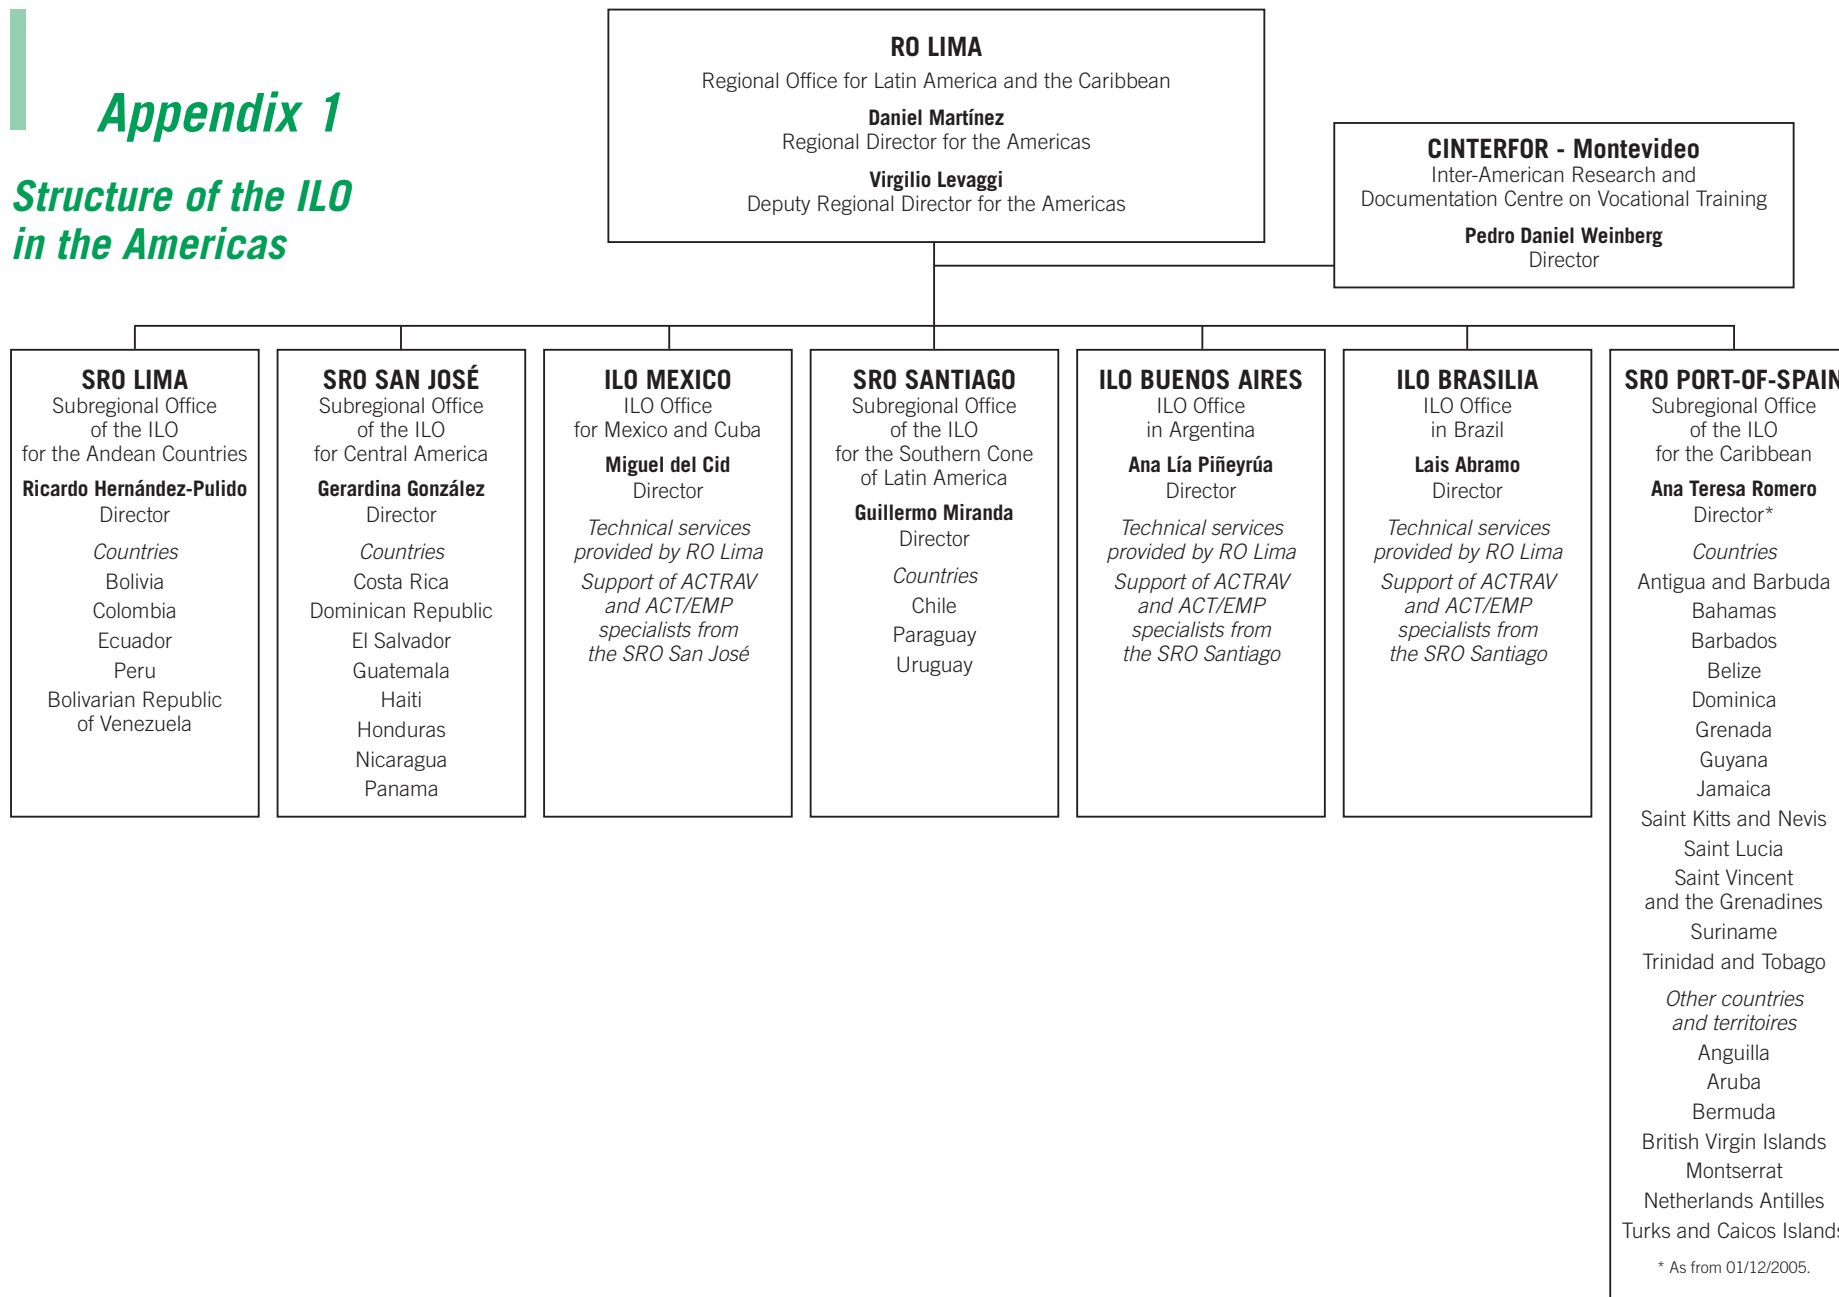 Appendix 1
Structure of the ILO
in the Americas
RO LIMA
Regional Office for Latin America and the Caribbean
Daniel Martínez
Regional Director for the Americas
Virgilio Levaggi
Deputy Regional Director for the Americas
CINTERFOR - Montevideo
Inter-American Research and
Documentation Centre on Vocational Training
Pedro Daniel Weinberg
Director
SRO LIMA
Subregional Office
of the ILO
for the Andean Countries
Ricardo Hernández-Pulido
Director
Countries
Bolivia
Colombia
Ecuador
Peru
Bolivarian Republic
of Venezuela
SRO SAN JOSÉ
Subregional Office
of the ILO
for Central America
Gerardina González
Director
Countries
Costa Rica
Dominican Republic
El Salvador
Guatemala
Haiti
Honduras
Nicaragua
Panama
ILO MEXICO
ILO Office
for Mexico and Cuba
Miguel del Cid
Director
Technical services
provided by RO Lima
Support of ACTRAV
and ACT/EMP
specialists from
the SRO San José
SRO SANTIAGO
Subregional Office
of the ILO
for the Southern Cone
of Latin America
Guillermo Miranda
Director
Countries
Chile
Paraguay
Uruguay
ILO BUENOS AIRES
ILO Office
in Argentina
Ana Lía Piñeyrúa
Director
Technical services
provided by RO Lima
Support of ACTRAV
and ACT/EMP
specialists from
the SRO Santiago
ILO BRASILIA
ILO Office
in Brazil
Lais Abramo
Director
Technical services
provided by RO Lima
Support of ACTRAV
and ACT/EMP
specialists from
the SRO Santiago
SRO PORT-OF-SPAIN
Subregional Office
of the ILO
for the Caribbean
Ana Teresa Romero
Director*
Countries
Antigua and Barbuda
Bahamas
Barbados
Belize
Dominica
Grenada
Guyana
Jamaica
Saint Kitts and Nevis
Saint Lucia
Saint Vincent
and the Grenadines
Suriname
Trinidad and Tobago
Other countries
and territoires
Anguilla
Aruba
Bermuda
British Virgin Islands
Montserrat
Netherlands Antilles
Turks and Caicos Islands
* As from 01/12/2005.